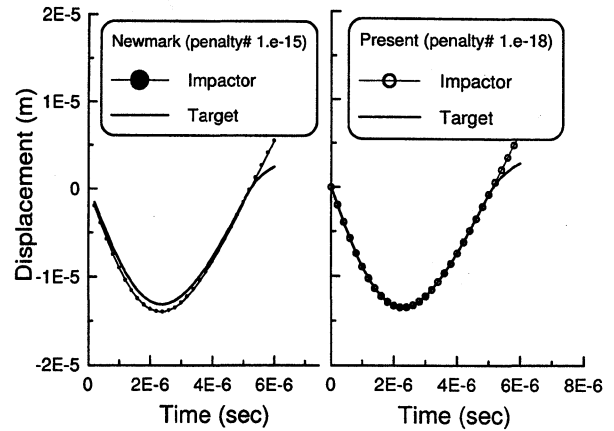 Newmark (penalty# 1.e-15)
Impactor
Target
Present (penalty# 1.e-18)
Impactor
Target
Displacement (m)
1E-5
0
-1E-5
-2E-5
0 2E-6 4E-6 6E-6
0 2E-6 4E-6 6E-6 8E-6
Time (sec)
Time (sec)